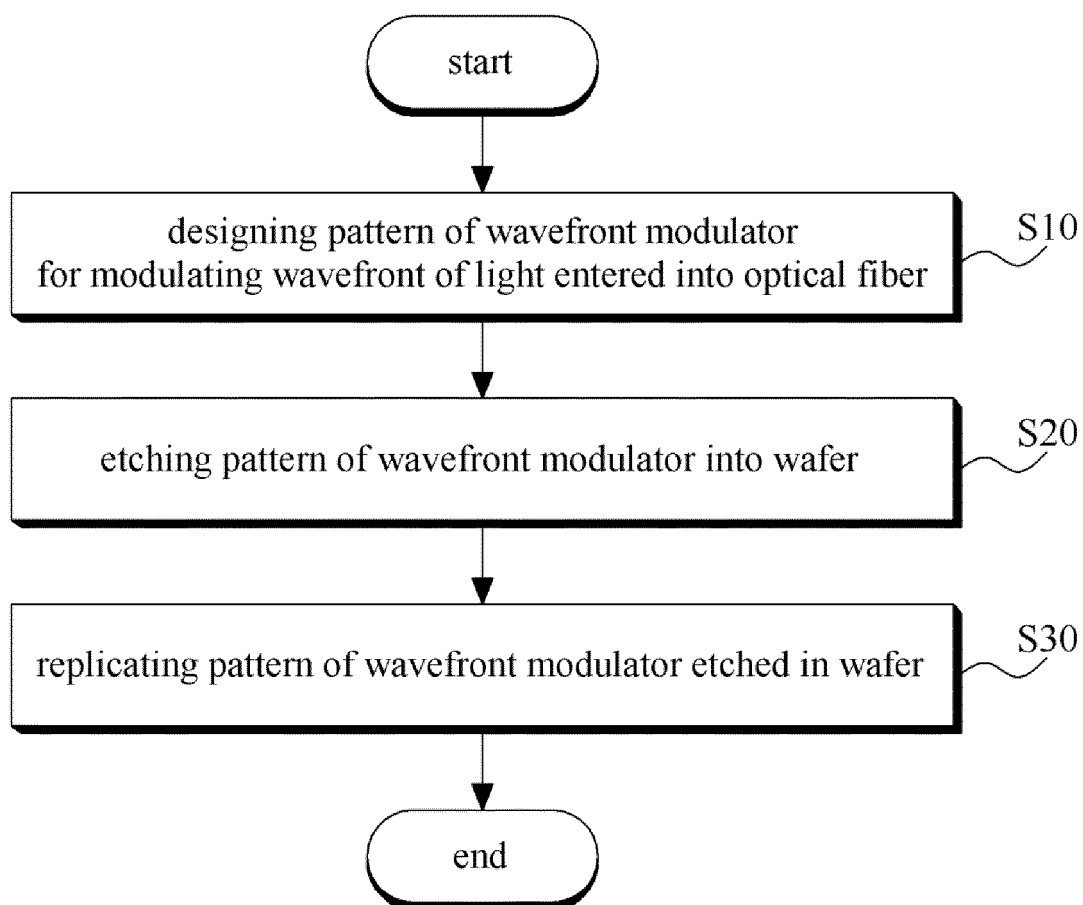 start
designing pattern of wavefront modulator
for modulating wavefront of light entered into optical fiber
S10
etching pattern of wavefront modulator into wafer
S20
replicating pattern of wavefront modulator etched in wafer
S30
end